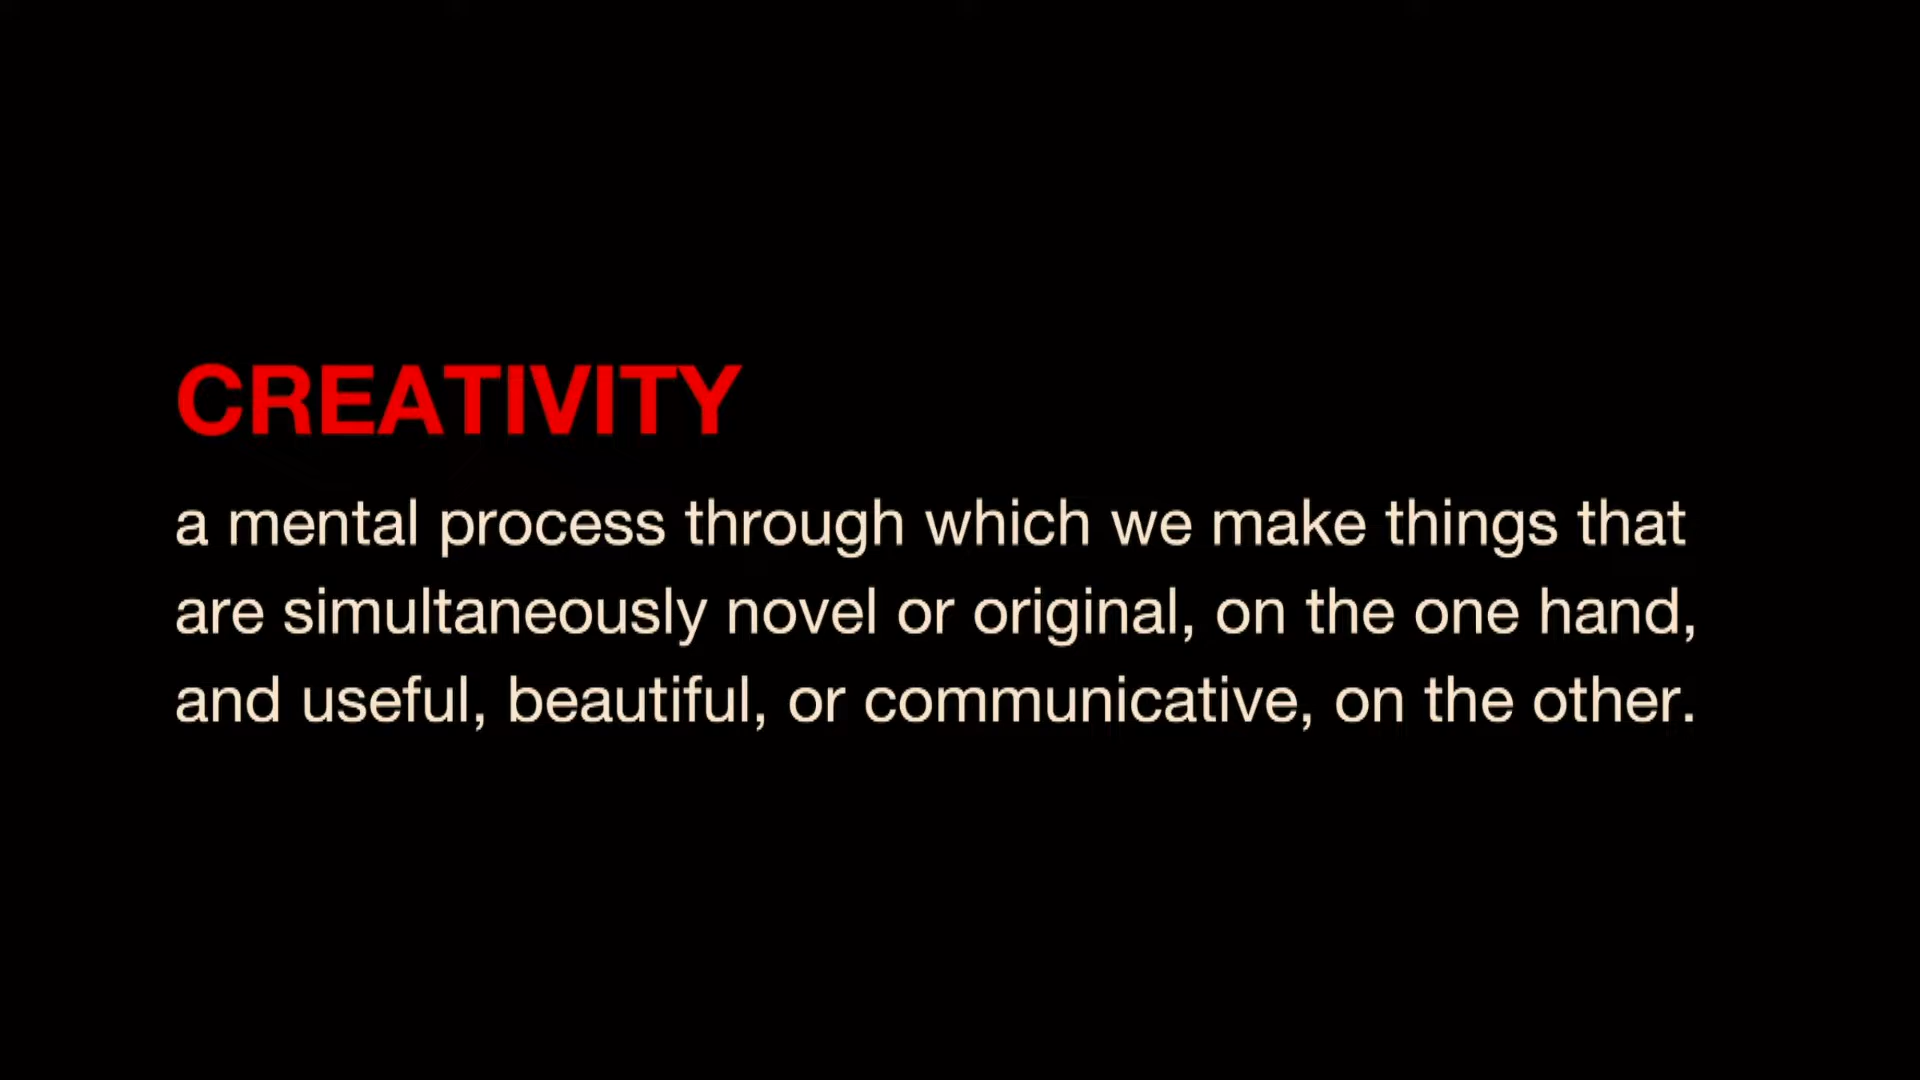 CREATIVITY
a mental process through which we make things that
are simultaneously novel or original, on the one hand,
and useful, beautiful, or communicative, on the other.